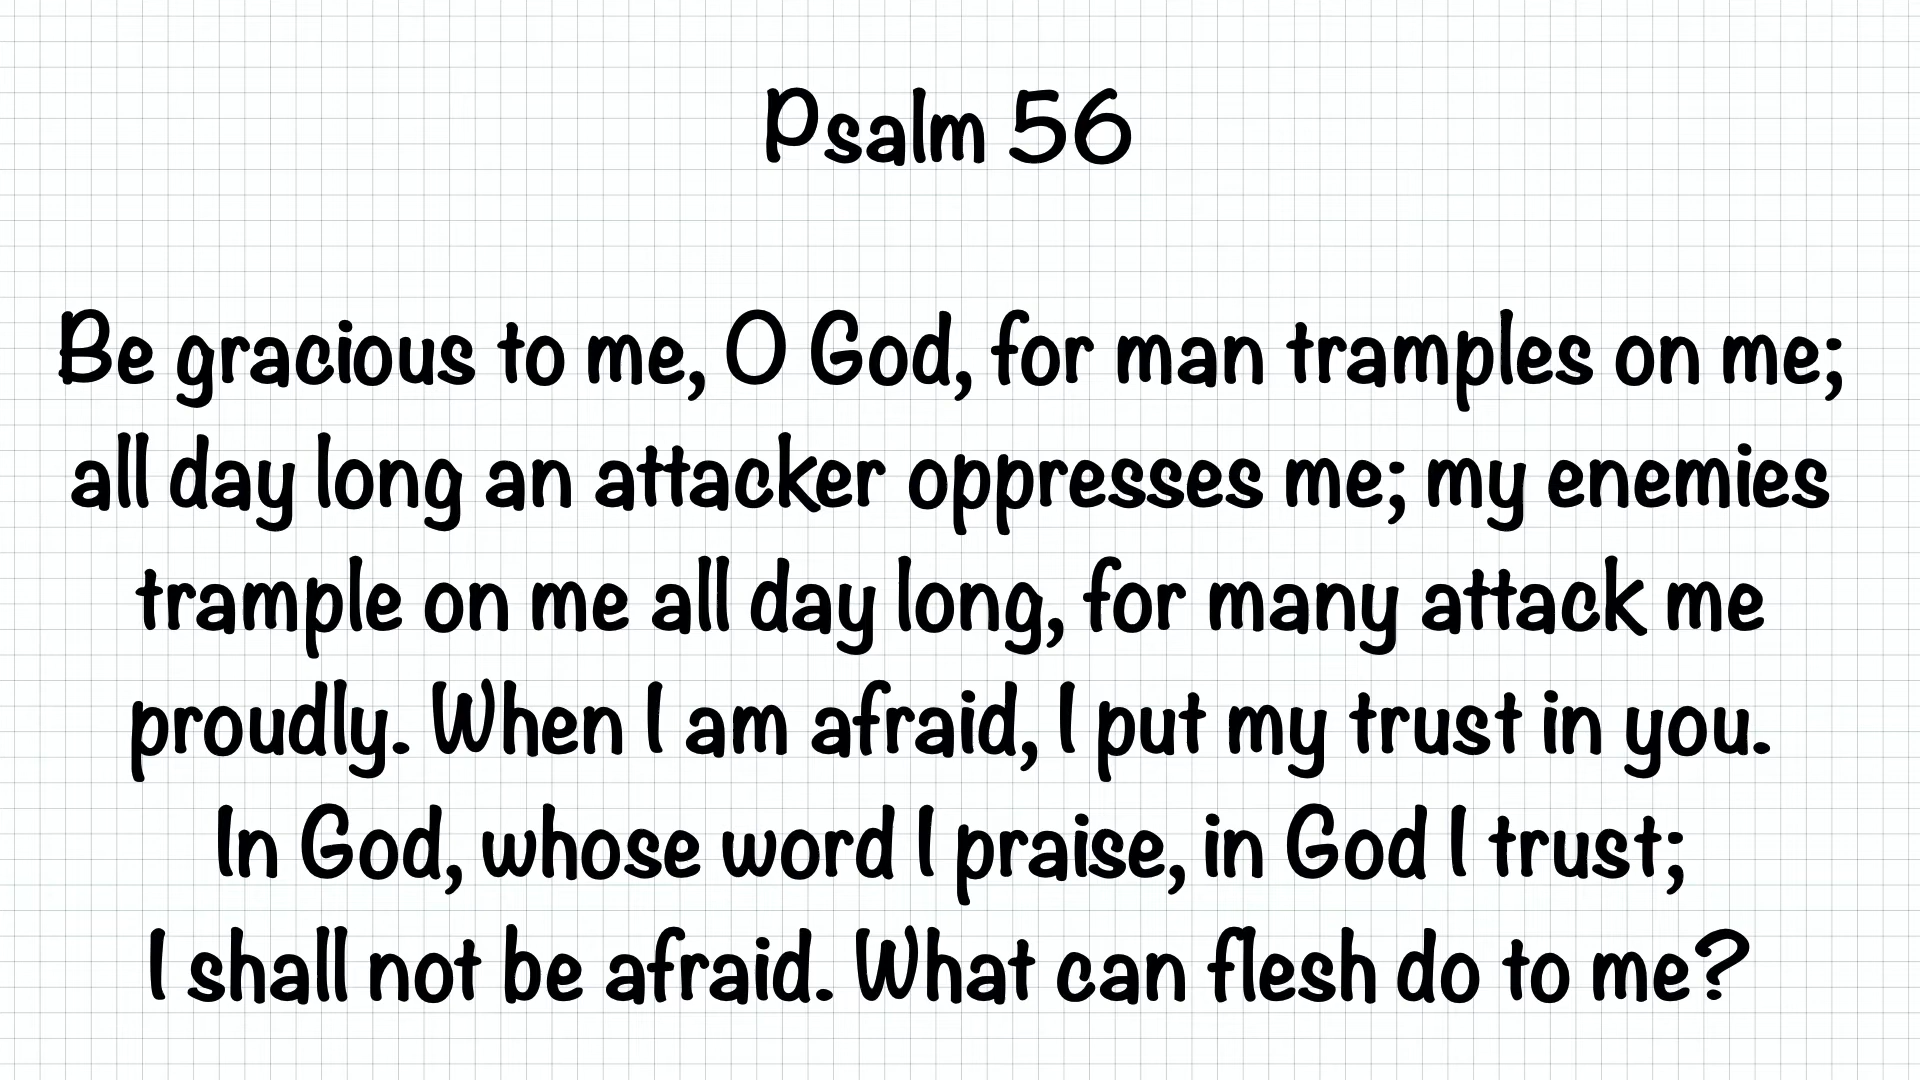 Psalm 56
Be gracious to me, O God, for man tramples on me;
all day long an attacker oppresses me; my enemies
trample on me all day long, for many attack me
proudly. When I am afraid, I put my trust in you.
In God, whose word I praise, in God I trust;
I shall not be afraid. What can flesh do to me?